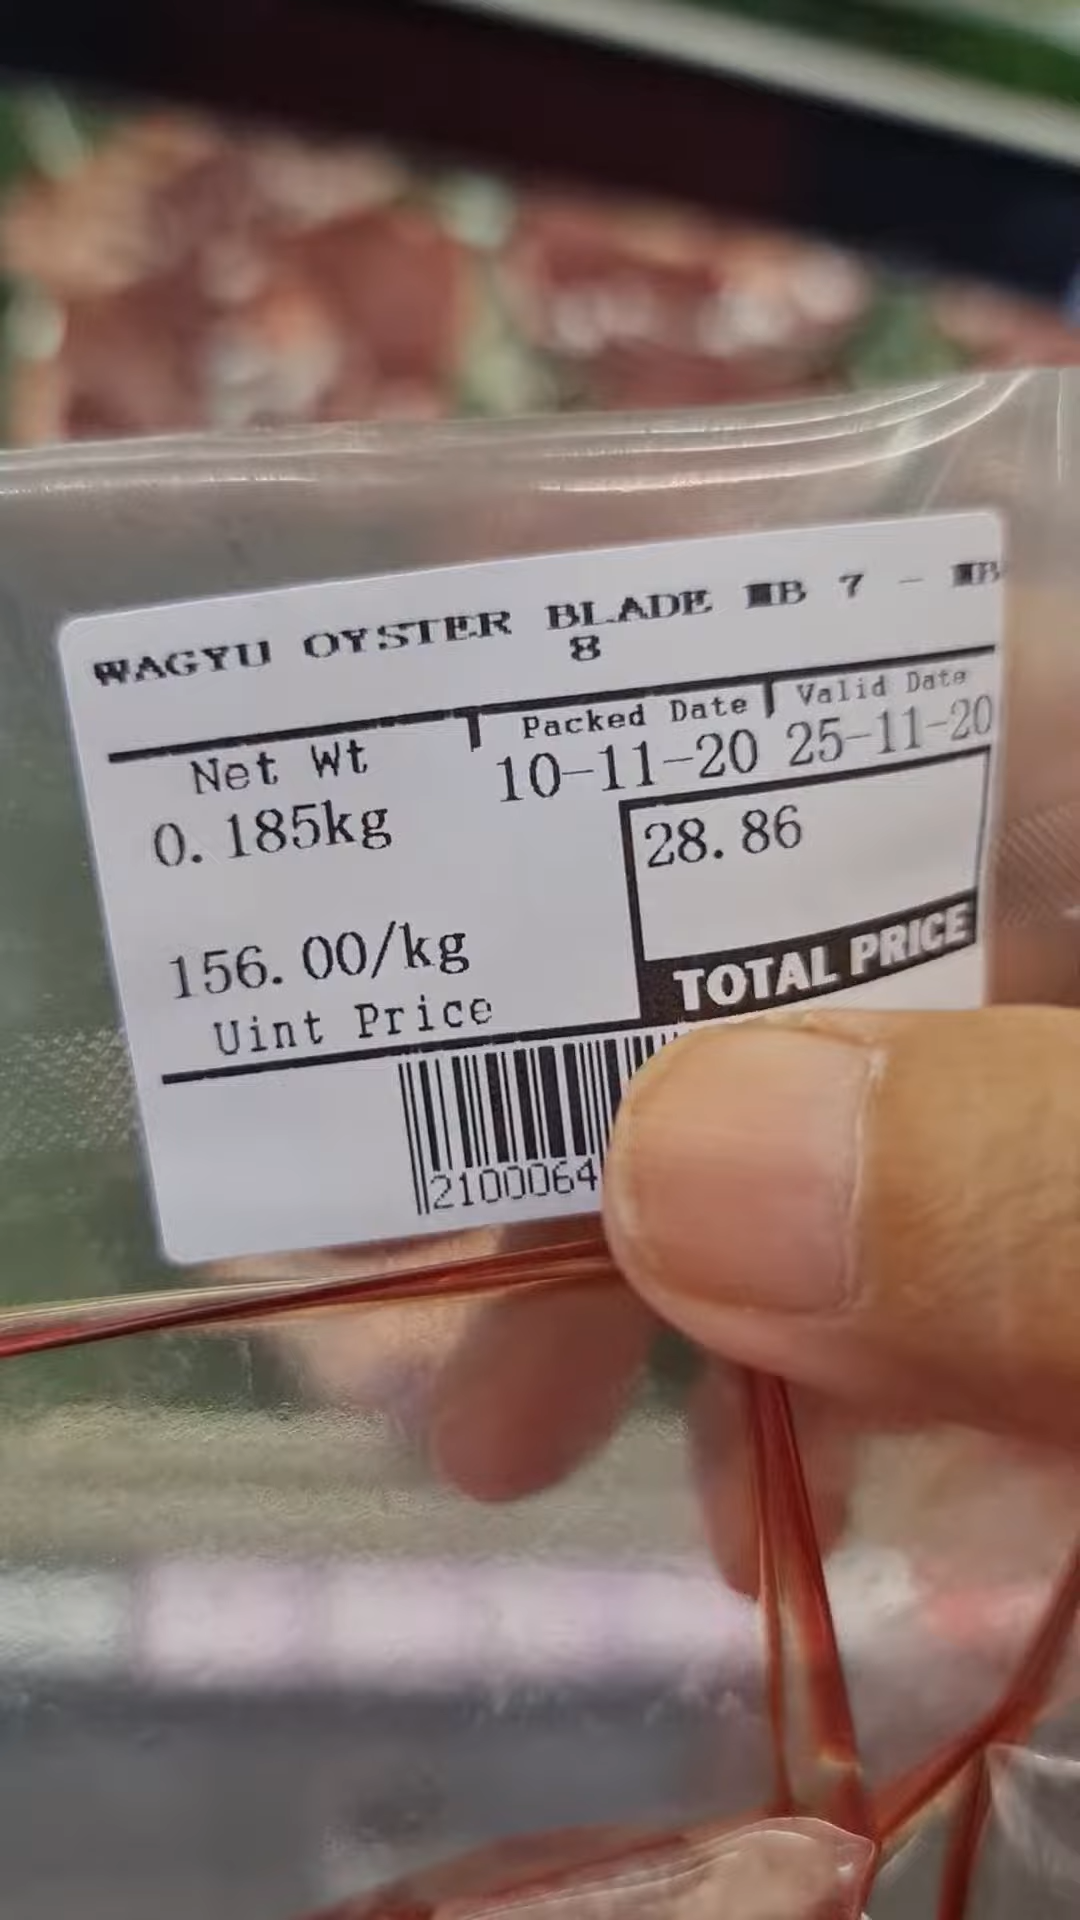 WAGYU OYSTER BLADE MB 7 - MB
8
Net Wt
Packed Date
Valid Date
0.185kg
10-11-20
25-11-20
28.86
156.00/kg
TOTAL PRICE
Uint Price
2100064